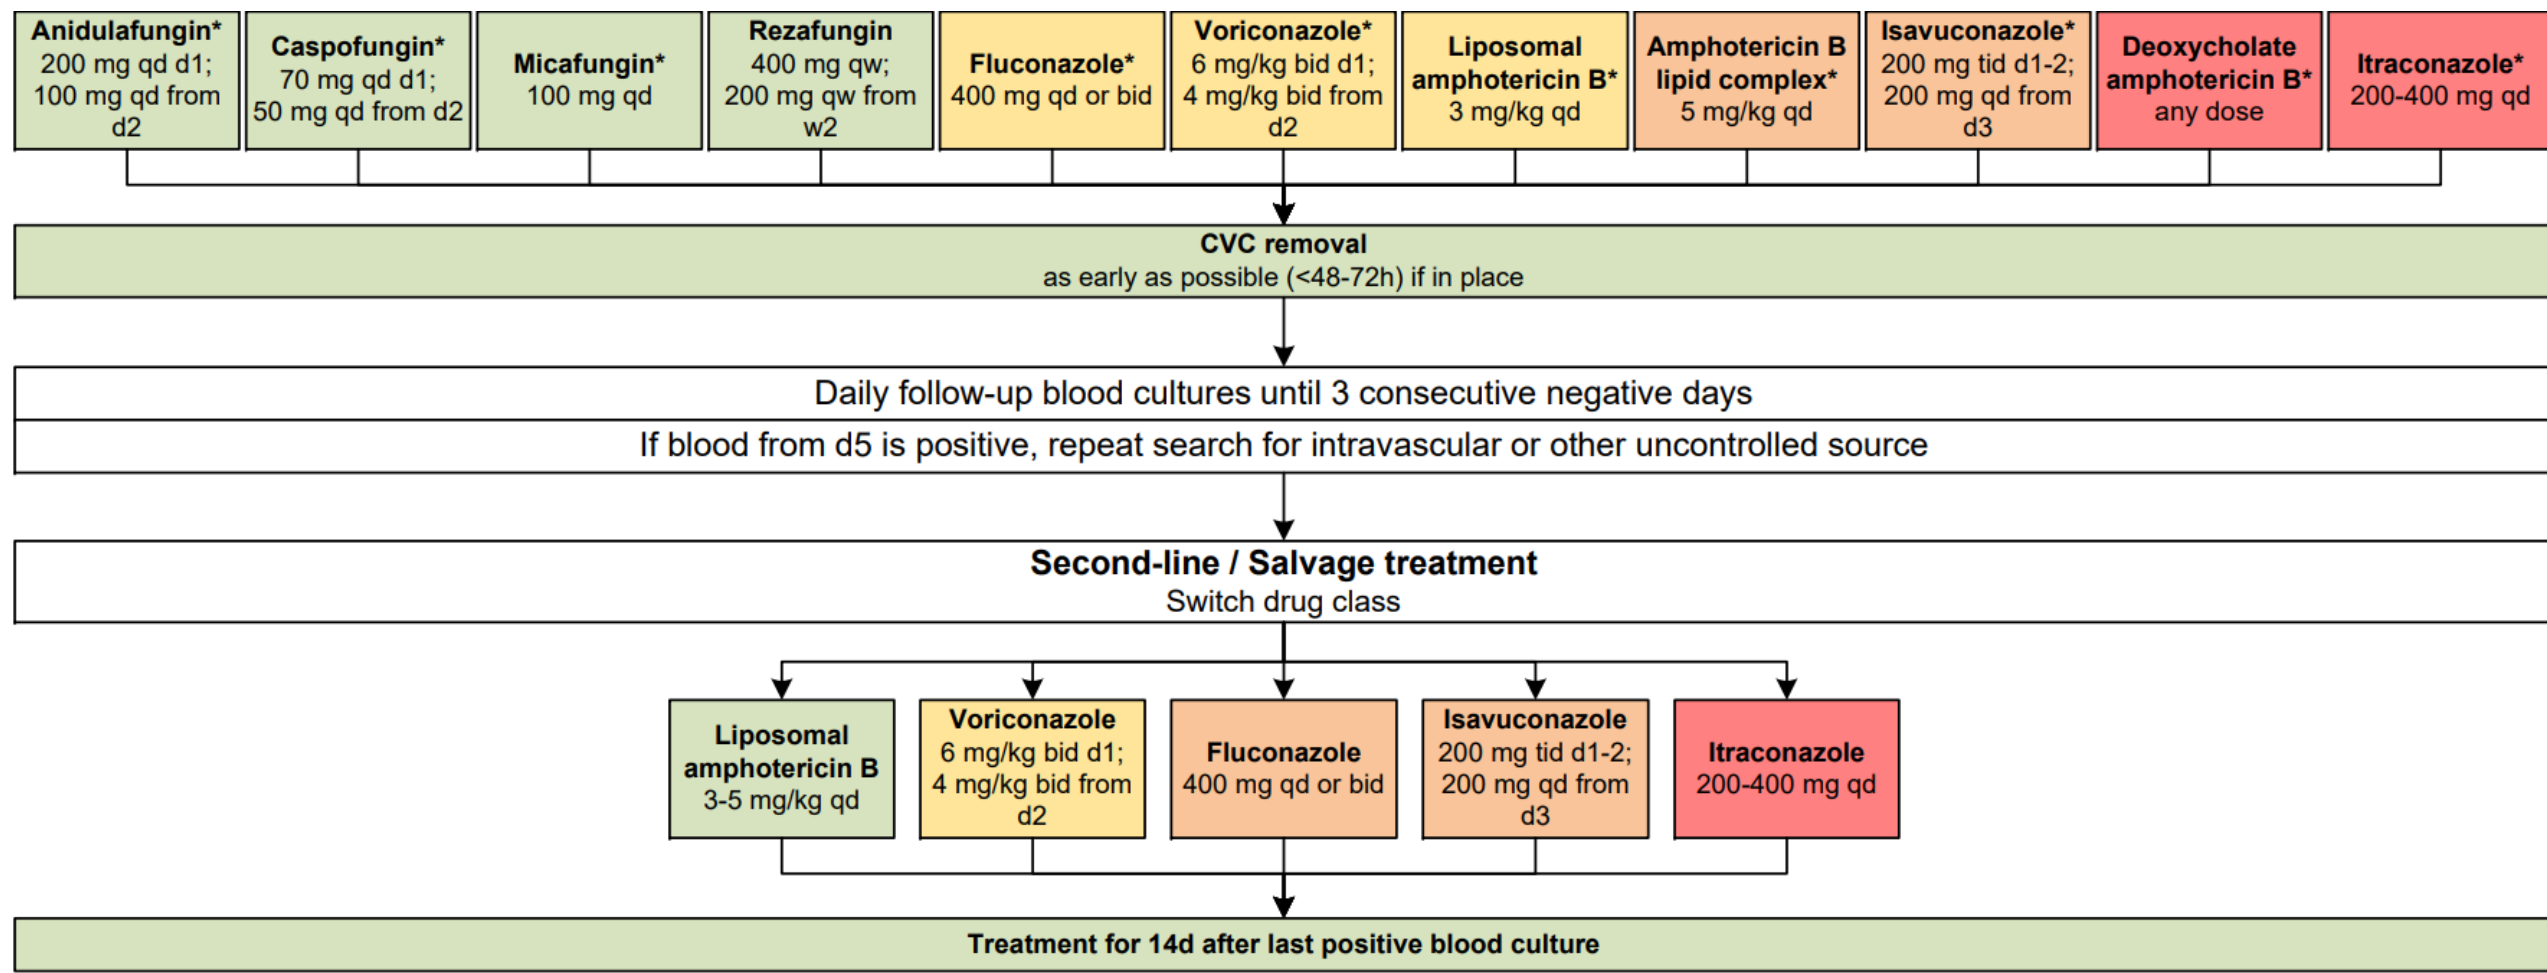 Anidulafungin*
200 mg qd d1;
100 mg qd from
d2
Caspofungin*
70 mg qd d1;
50 mg qd from d2
Micafungin*
100 mg qd
Rezafungin
400 mg qw;
200 mg qw from
w2
Fluconazole*
400 mg qd or bid
Voriconazole*
6 mg/kg bid d1;
4 mg/kg bid from
d2
Liposomal
amphotericin B*
3 mg/kg qd
Amphotericin B
lipid complex*
5 mg/kg qd
Isavuconazole*
200 mg tid d1-2;
200 mg qd from
d3
Deoxycholate
amphotericin B*
any dose
Itraconazole*
200-400 mg qd
CVC removal
as early as possible (<48-72h) if in place
Daily follow-up blood cultures until 3 consecutive negative days
If blood from d5 is positive, repeat search for intravascular or other uncontrolled source
Second-line / Salvage treatment
Switch drug class
Liposomal
amphotericin B
3-5 mg/kg qd
Voriconazole
6 mg/kg bid d1;
4 mg/kg bid from
d2
Fluconazole
400 mg qd or bid
Isavuconazole
200 mg tid d1-2;
200 mg qd from
d3
Itraconazole
200-400 mg qd
Treatment for 14d after last positive blood culture